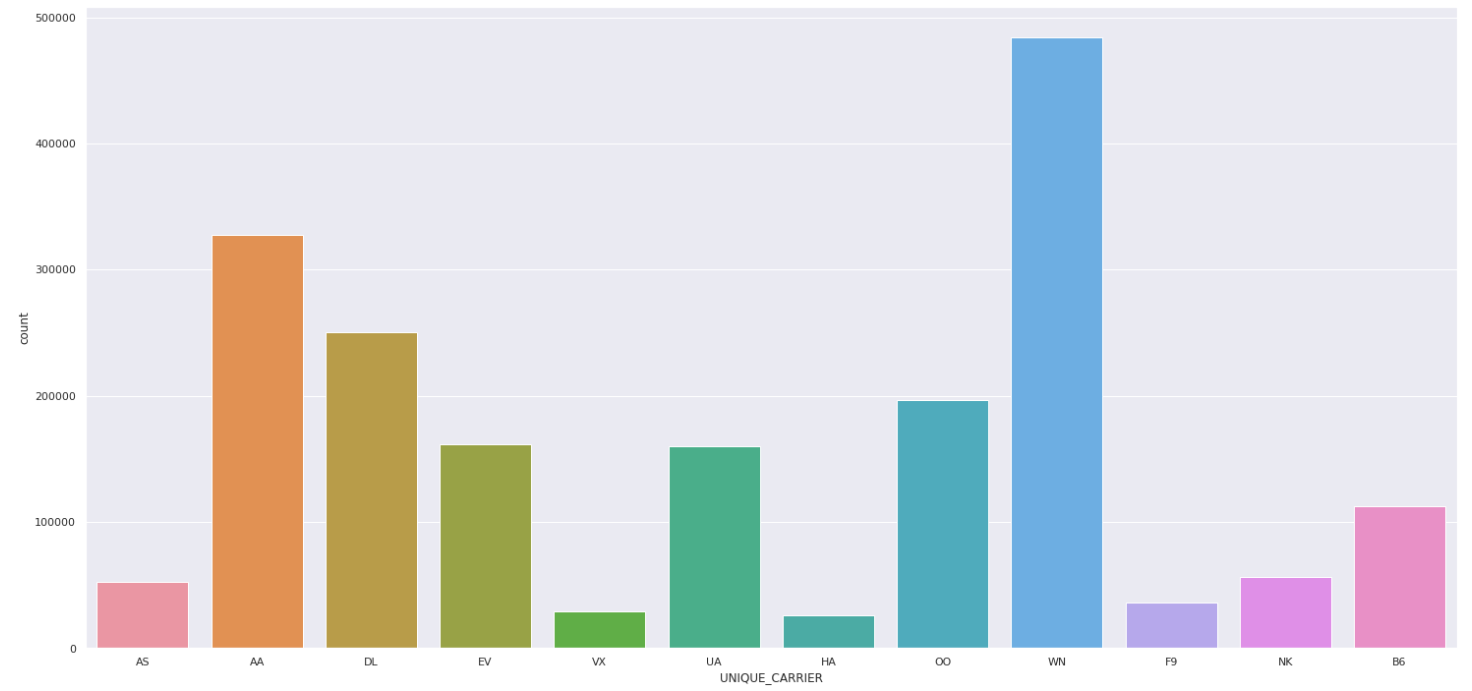 500000
400000
300000
200000
100000
0
count
AS AA DL EV VX UA HA OO WN F9 NK B6
UNIQUE_CARRIER